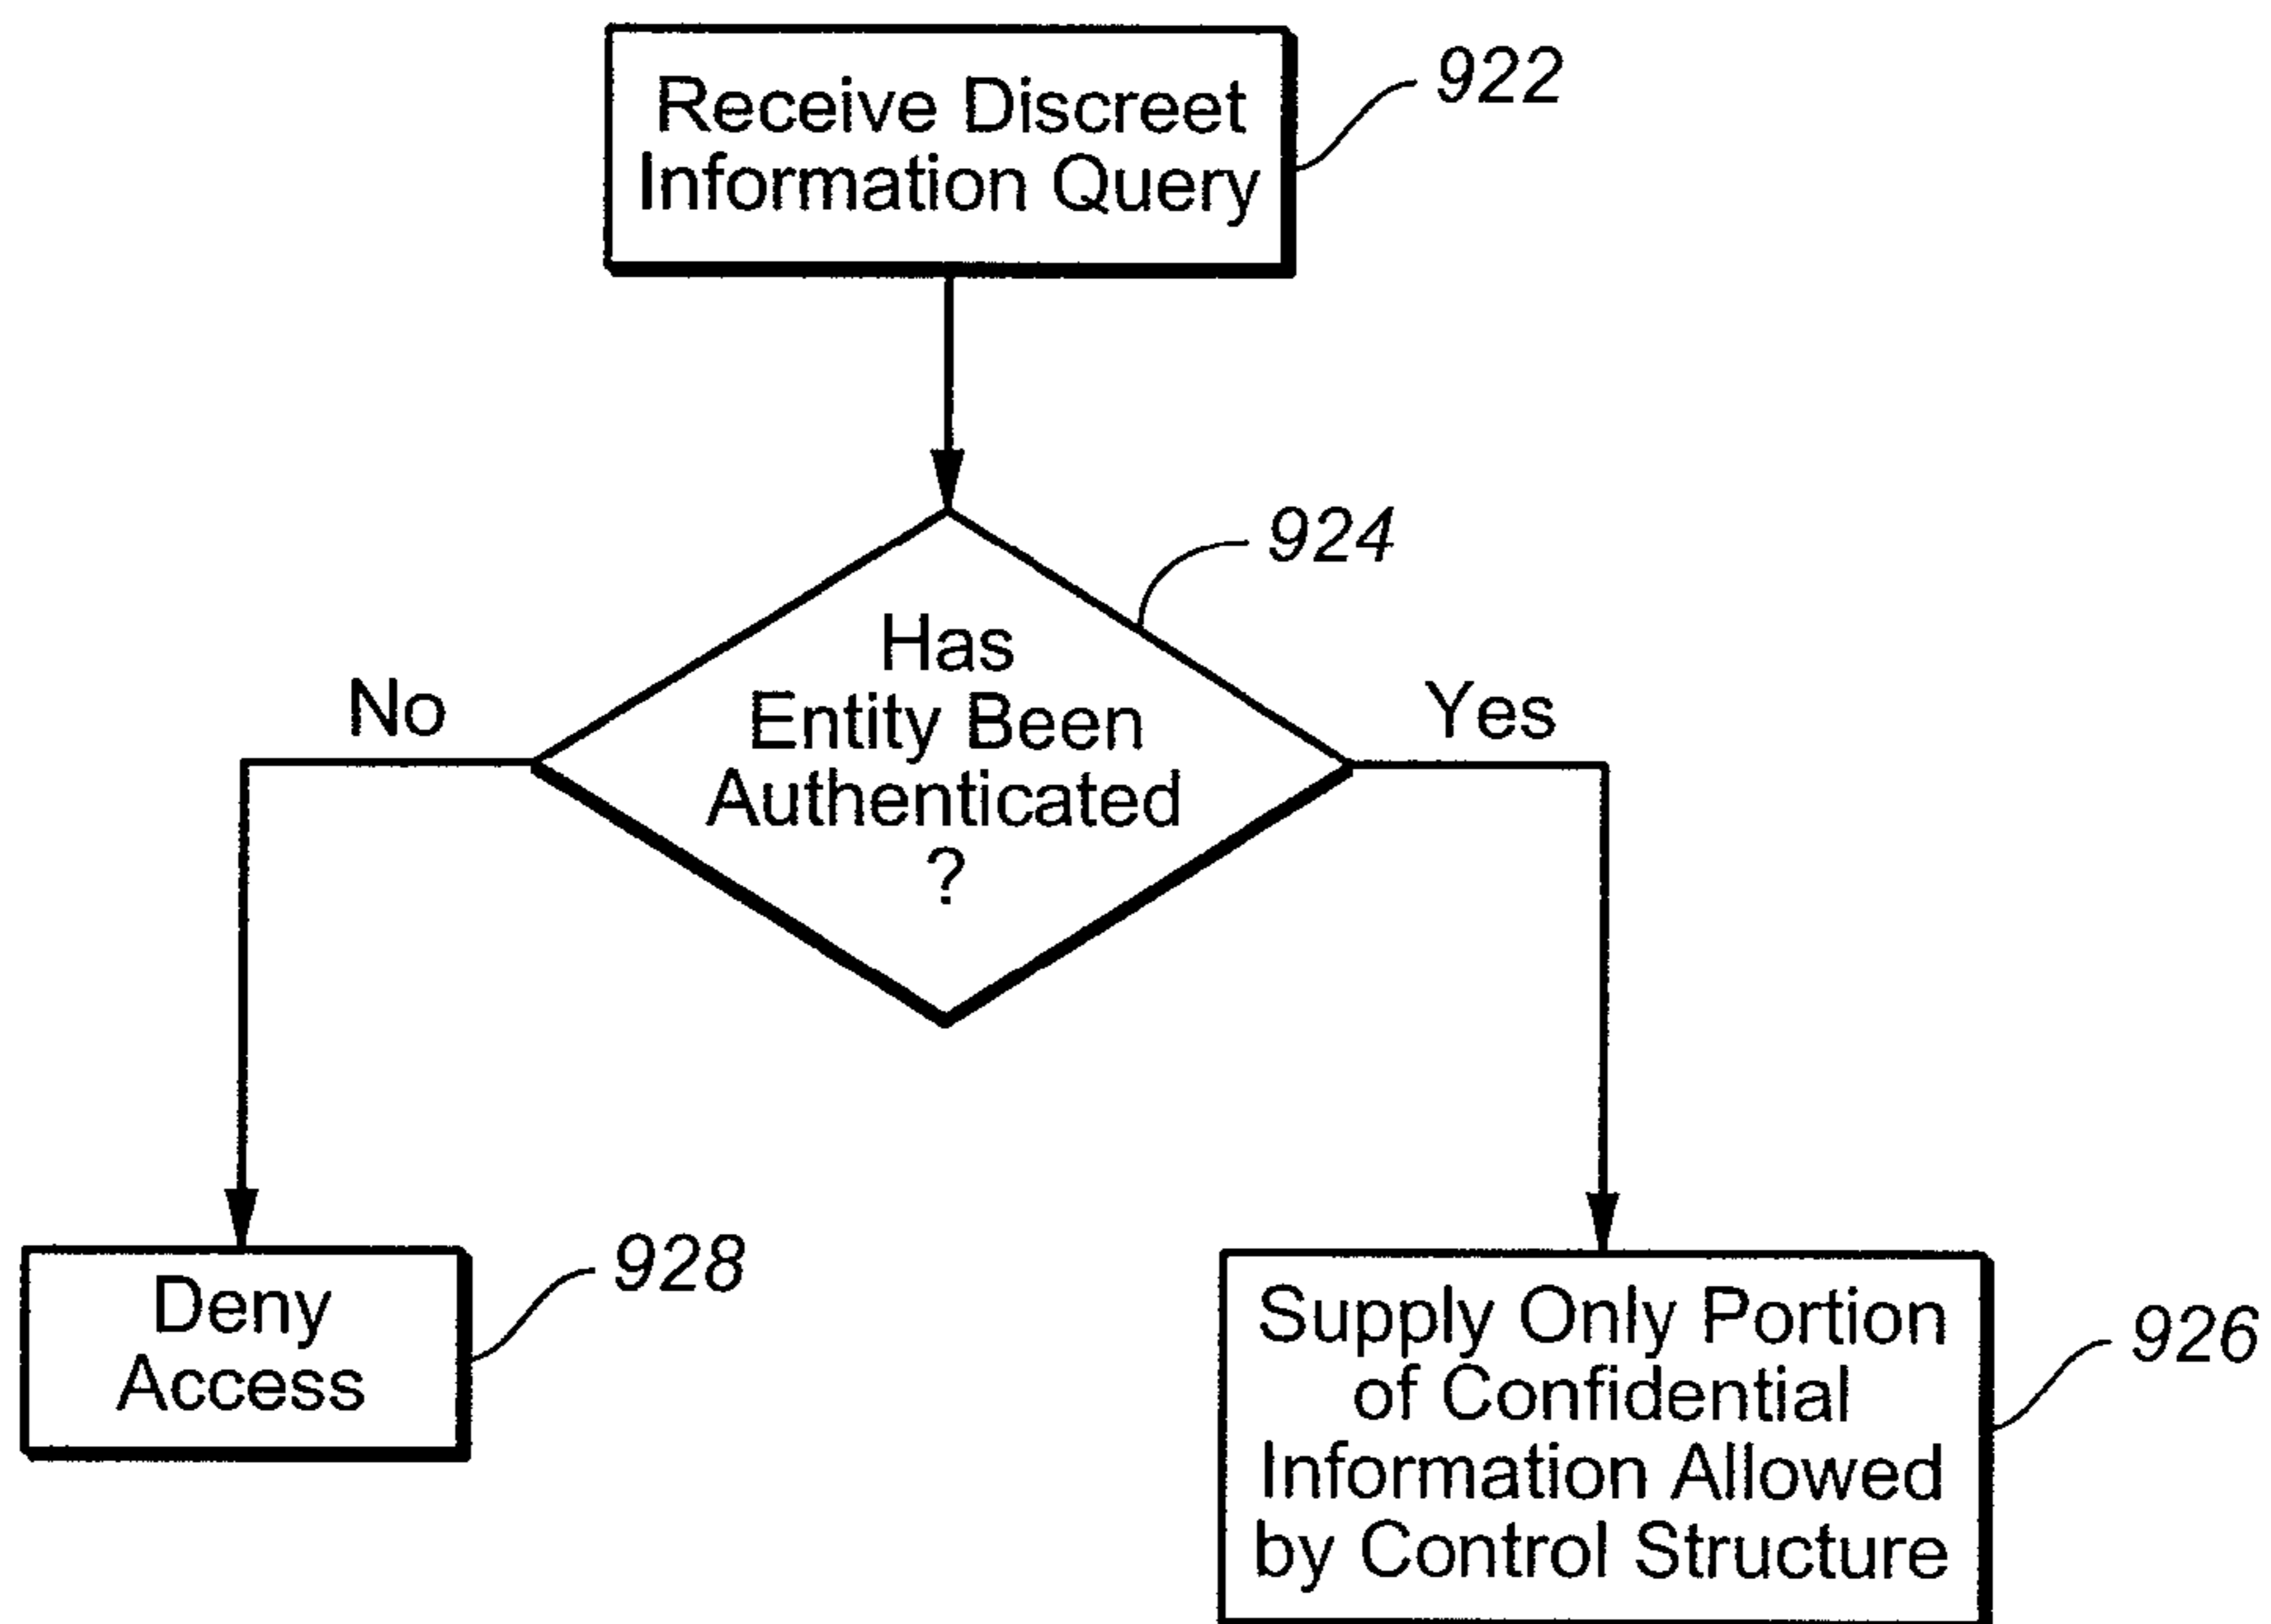 Receive Discreet
Information Query
922
924
Has
Entity Been
Authenticated
?
No
Yes
Deny
Access
928
Supply Only Portion
of Confidential
Information Allowed
by Control Structure
926